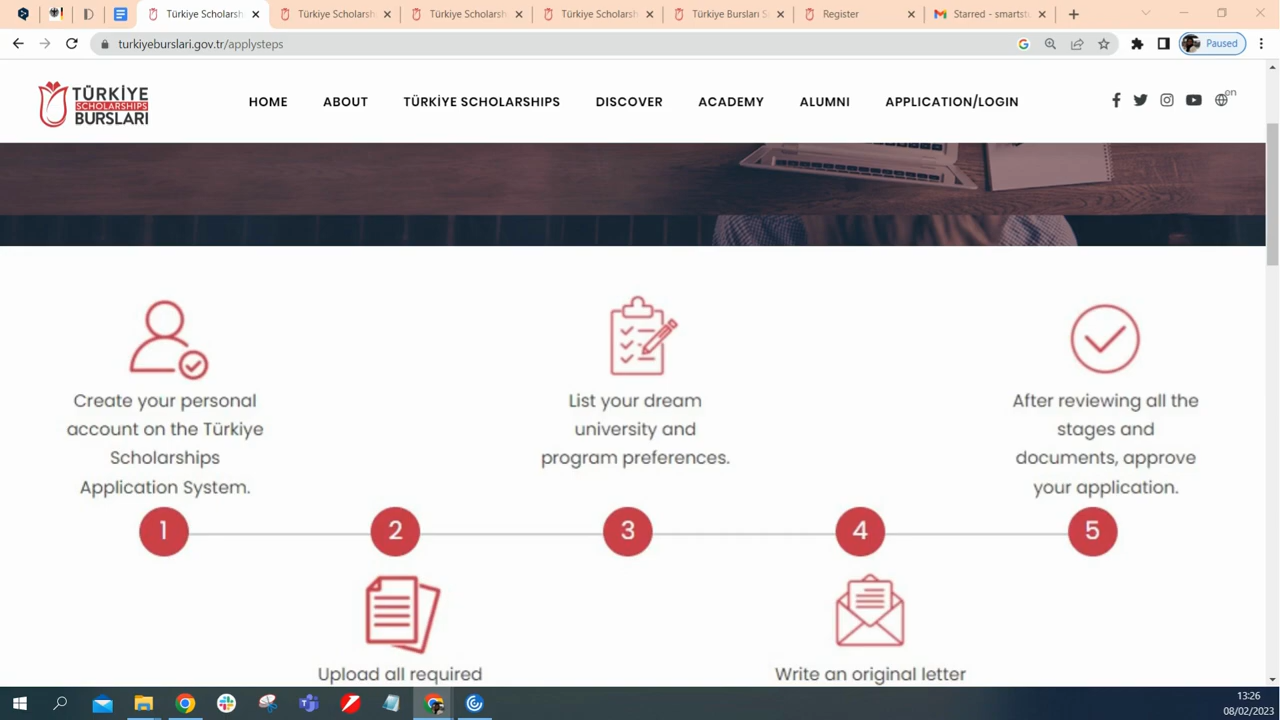 Türkiye Scholarsh
Türkiye Scholarsh
Türkiye Scholarsh
Türkiye Scholarsh
Türkiye Bursları S
Register
Starred - smartst
turkiyeburslari.gov.tr/applysteps
Paused
TÜRKİYE
SCHOLARSHIPS
BURSLARI
HOME
ABOUT
TÜRKİYE SCHOLARSHIPS
DISCOVER
ACADEMY
ALUMNI
APPLICATION/LOGIN
en
Create your personal
account on the Türkiye
Scholarships
Application System.
List your dream
university and
program preferences.
After reviewing all the
stages and
documents, approve
your application.
1
2
3
4
5
Upload all required
Write an original letter
13:26
08/02/2023